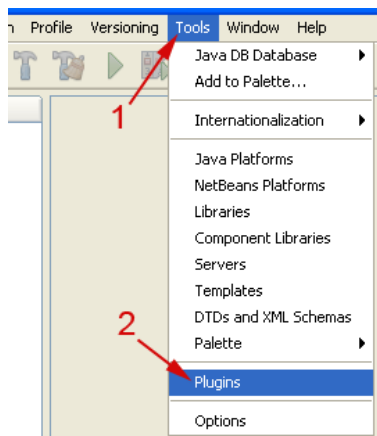 Profile Versioning Tools Window Help
Java DB Database
Add to Palette...
1
Internationalization
Java Platforms
NetBeans Platforms
Libraries
Component Libraries
Servers
Templates
DTDs and XML Schemas
2
Palette
Plugins
Options